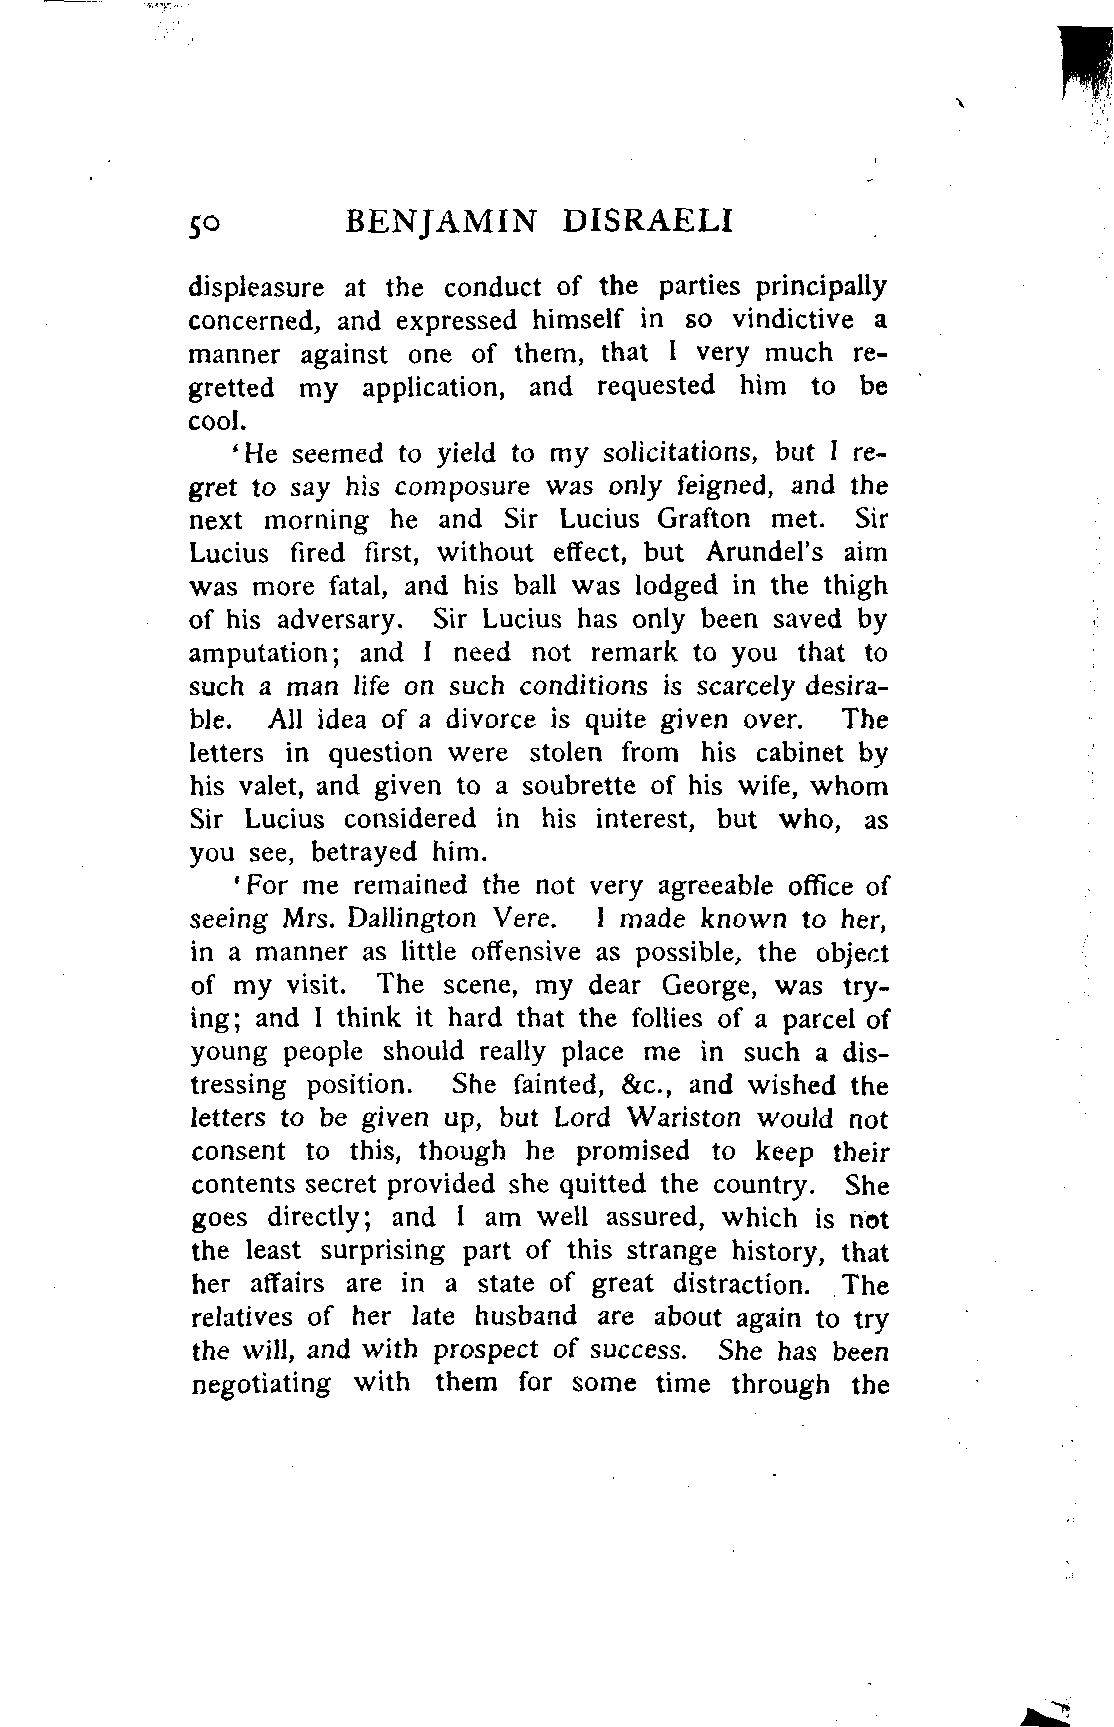 50 BENJAMIN DISRAELI
displeasure at the conduct of the parties principally
concerned, and expressed himself in so vindictive a
manner against one of them, that I very much re-
gretted my application, and requested him to be
cool.
‘He seemed to yield to my solicitations, but I re-
gret to say his composure was only feigned, and the
next morning he and Sir Lucius Grafton met. Sir
Lucius fired first, without effect, but Arundel's aim
was more fatal, and his ball was lodged in the thigh
of his adversary. Sir Lucius has only been saved by
amputation; and I need not remark to you that to
such a man life on such conditions is scarcely desira-
ble. All idea of a divorce is quite given over. The
letters in question were stolen from his cabinet by
his valet, and given to a soubrette of his wife, whom
Sir Lucius considered in his interest, but who, as
you see, betrayed him.
‘For me remained the not very agreeable office of
seeing Mrs. Dallington Vere. I made known to her,
in a manner as little offensive as possible, the object
of my visit. The scene, my dear George, was try-
ing; and I think it hard that the follies of a parcel of
young people should really place me in such a dis-
tressing position. She fainted, &c., and wished the
letters to be given up, but Lord Wariston would not
consent to this, though he promised to keep their
contents secret provided she quitted the country. She
goes directly; and I am well assured, which is not
the least surprising part of this strange history, that
her affairs are in a state of great distraction. The
relatives of her late husband are about again to try
the will, and with prospect of success. She has been
negotiating with them for some time through the